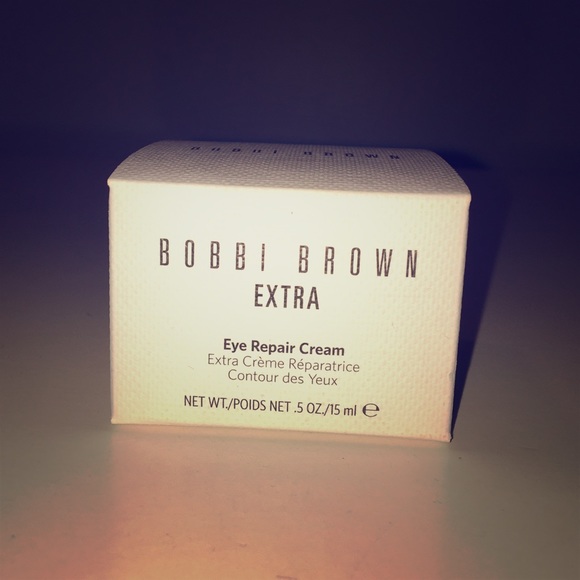 BOBBI BROWN
BOBBI BROWN
EXTRA
Eye Repair Cream
Extra Crème Réparatrice
Contour des Yeux
NET WT./POIDS NET .5 OZ./15 ml ℮